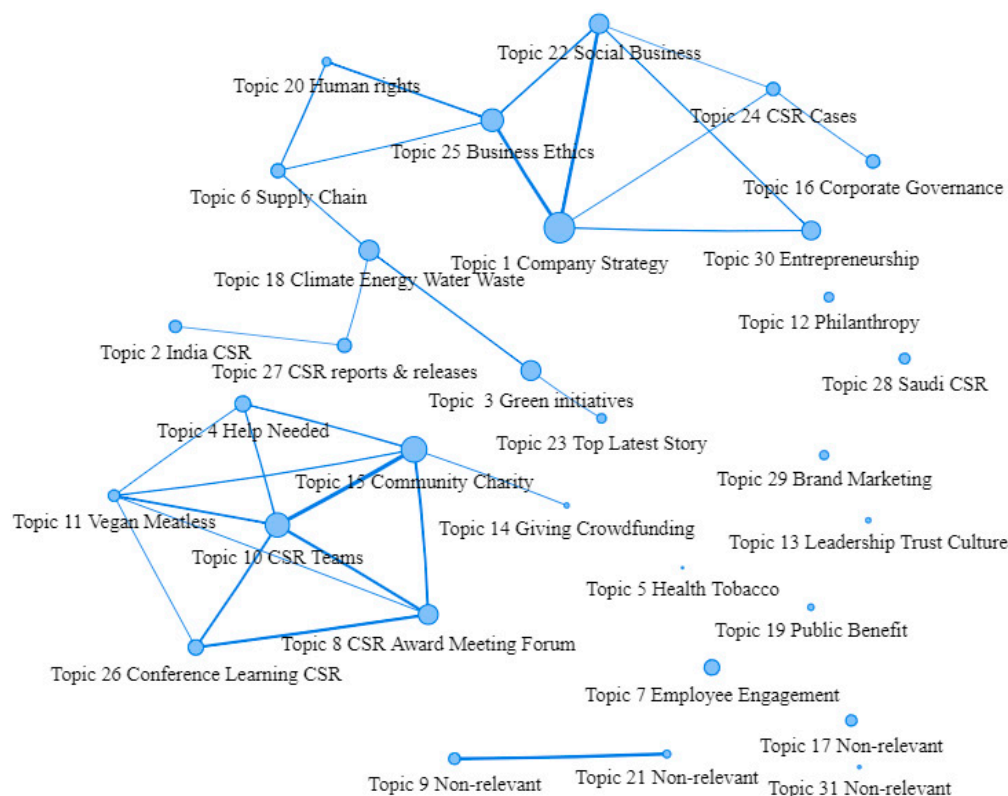 Topic 22 Social Business
Topic 20 Human rights
Topic 24 CSR Cases
Topic 25 Business Ethics
Topic 16 Corporate Governance
Topic 6 Supply Chain
Topic 1 Company Strategy
Topic 30 Entrepreneurship
Topic 18 Climate Energy Water Waste
Topic 12 Philanthropy
Topic 2 India CSR
Topic 27 CSR reports & releases
Topic 28 Saudi CSR
Topic  3 Green initiatives
Topic 4 Help Needed
Topic 23 Top Latest Story
Topic 15 Community Charity
Topic 29 Brand Marketing
Topic 11 Vegan Meatless
Topic 14 Giving Crowdfunding
Topic 13 Leadership Trust Culture
Topic 10 CSR Teams
Topic 5 Health Tobacco
Topic 19 Public Benefit
Topic 8 CSR Award Meeting Forum
Topic 26 Conference Learning CSR
Topic 7 Employee Engagement
Topic 17 Non-relevant
Topic 9 Non-relevant
Topic 21 Non-relevant
Topic 31 Non-relevant